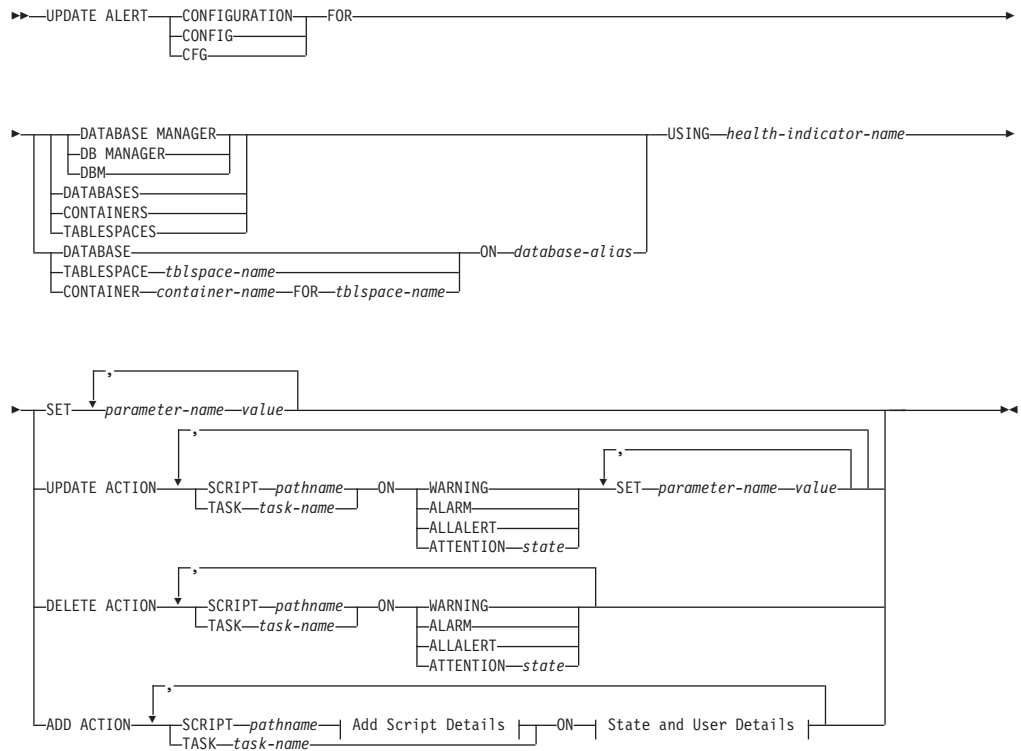 UPDATE ALERT CONFIGURATION FOR
CONFIG
CFG
DATABASE MANAGER USING health-indicator-name
DB MANAGER
DBM
DATABASES
CONTAINERS
TABLESPACES
DATABASE ON database-alias
TABLESPACE tblspace-name
CONTAINER container-name FOR tblspace-name
,
SET parameter-name value
,
,
UPDATE ACTION SCRIPT pathname ON WARNING SET parameter-name value
TASK task-name ALARM
ALLALERT
ATTENTION state
,
DELETE ACTION SCRIPT pathname ON WARNING
TASK task-name ALARM
ALLALERT
ATTENTION state
,
ADD ACTION SCRIPT pathname Add Script Details ON State and User Details
TASK task-name